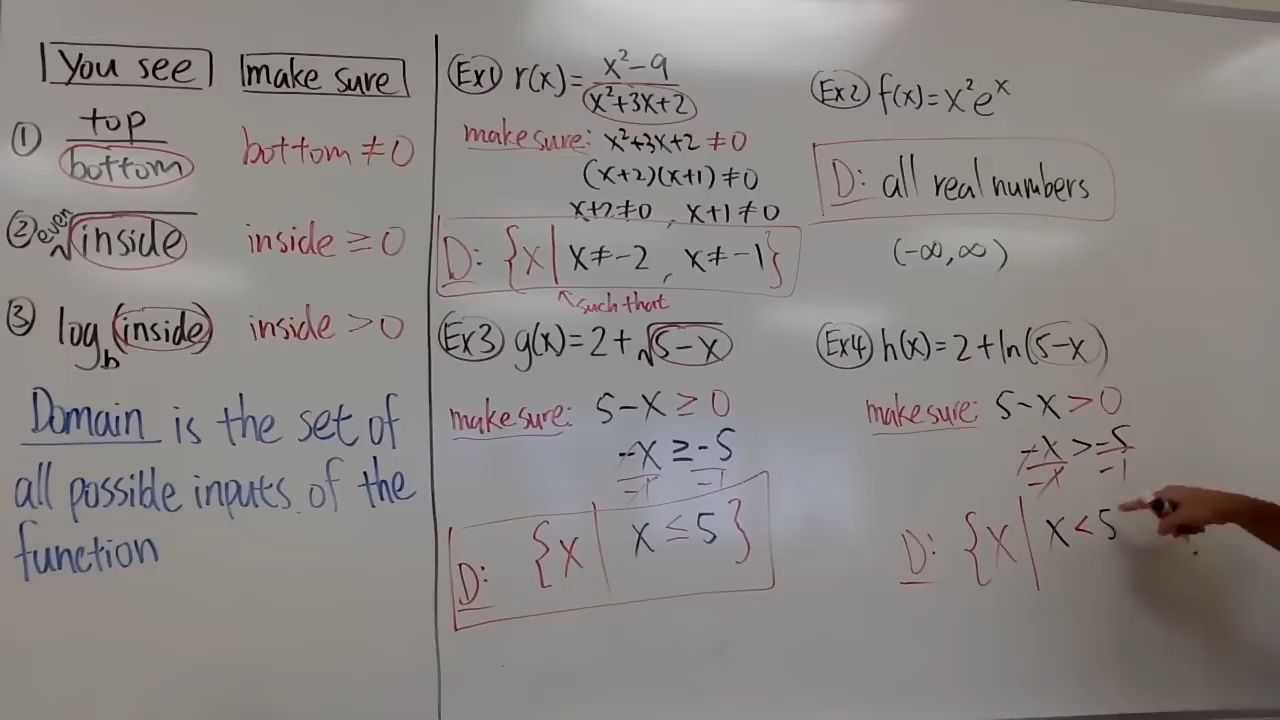 You see make sure
① top
bottom
bottom ≠ 0
② even√inside inside ≥ 0
③ log_b(inside) inside > 0
Domain is the set of
all possible inputs of the
function
Ex1 r(x) = x²-9
x²+3x+2
make sure: x²+3x+2 ≠ 0
(x+2)(x+1) ≠ 0
x+2≠0, x+1≠0
D: {x| x≠-2, x≠-1}
such that
Ex2 f(x) = x²eˣ
D: all real numbers
(-∞,∞)
Ex3 g(x) = 2+√5-x
make sure: 5-x ≥ 0
-x ≥ -5
-1 -1
D: {x| x ≤ 5}
Ex4 h(x) = 2+ln(5-x)
make sure: 5-x > 0
-x > -5
-1 -1
D: {x| x < 5